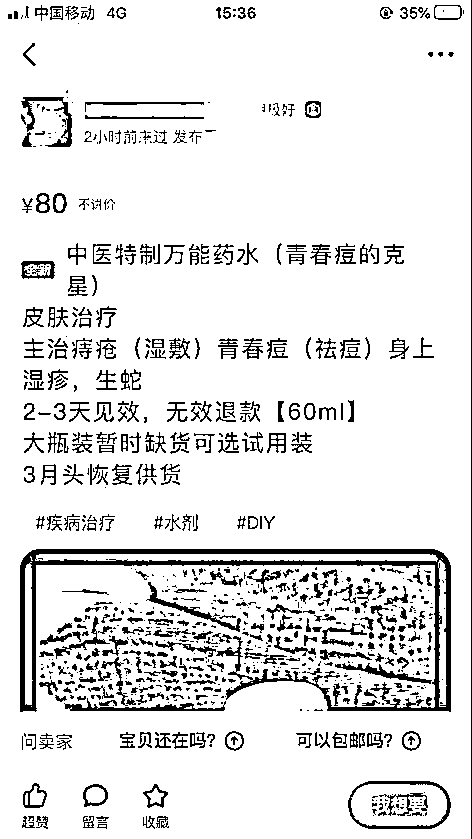 中国移动 4G 15:36 35%
2小时前来过 发布
¥80 不讲价
全新 中医特制万能药水（青春痘的克
星）
皮肤治疗
主治痔疮（湿敷）青春痘（祛痘）身上
湿疹，生蛇
2-3天见效，无效退款【60ml】
大瓶装暂时缺货可选试用装
3月头恢复供货
#疾病治疗 #水剂 #DIY
问卖家 宝贝还在吗？ 可以包邮吗？
超赞 留言 收藏 我想要